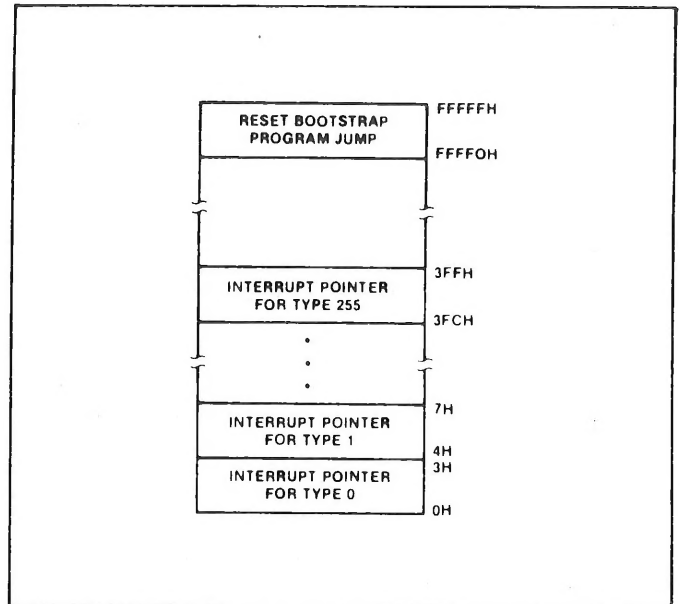 RESET BOOTSTRAP
PROGRAM JUMP
FFFFFH
FFFF0H
INTERRUPT POINTER
FOR TYPE 255
3FFH
3FCH
INTERRUPT POINTER
FOR TYPE 1
7H
4H
INTERRUPT POINTER
FOR TYPE 0
3H
0H